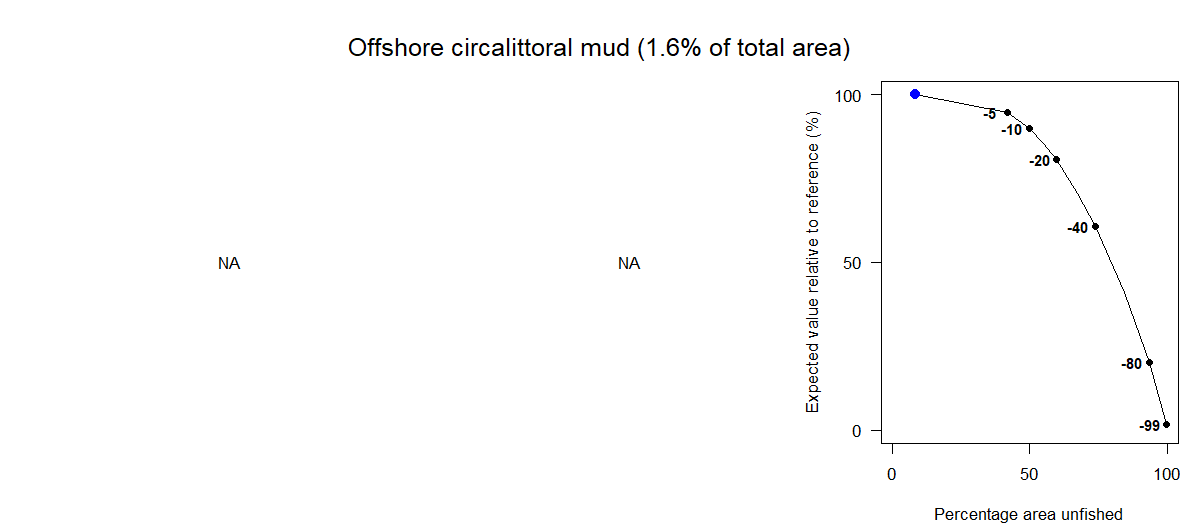 Offshore circalittoral mud (1.6% of total area)
NA
NA
Expected value relative to reference (%)
100
50
0
-5
-10
-20
-40
-80
-99
0
50
100
Percentage area unfished